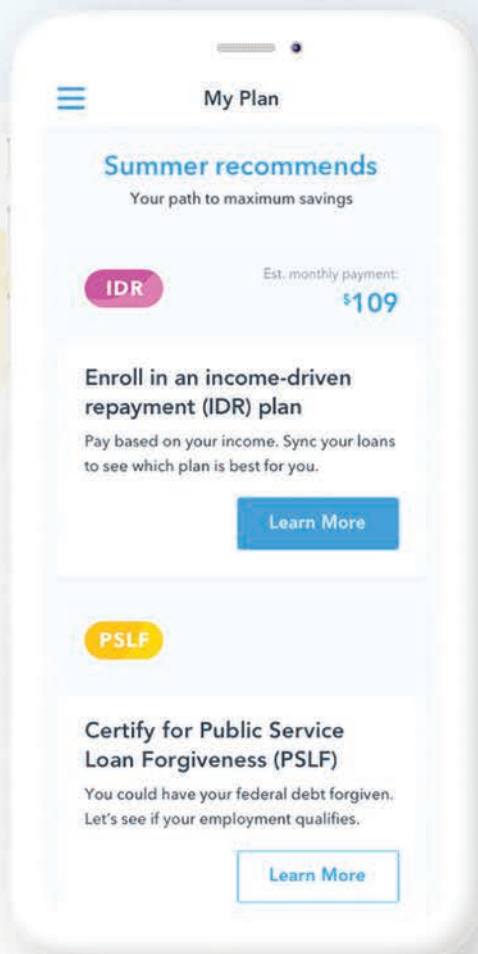 My Plan
Summer recommends
Your path to maximum savings
IDR
Est. monthly payment:
$109
Enroll in an income-driven
repayment (IDR) plan
Pay based on your income. Sync your loans
to see which plan is best for you.
Learn More
PSLF
Certify for Public Service
Loan Forgiveness (PSLF)
You could have your federal debt forgiven.
Let's see if your employment qualifies.
Learn More